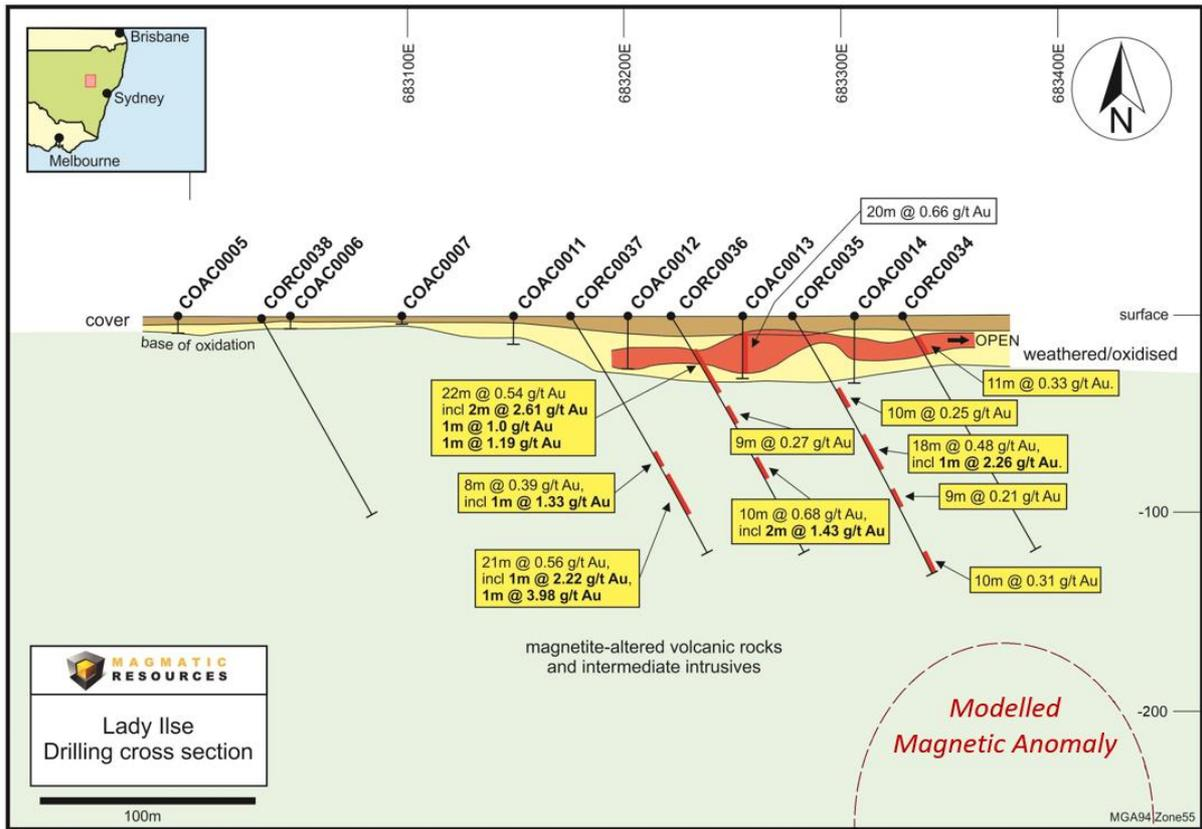 Brisbane
Sydney
Melbourne
683100E
683200E
683300E
683400E
N
20m @ 0.66 g/t Au
COAC0005
CORC0038
COAC0006
COAC0007
COAC0011
CORC0037
COAC0012
CORC0036
COAC0013
CORC0035
COAC0014
CORC0034
cover
surface
base of oxidation
OPEN
weathered/oxidised
22m @ 0.54 g/t Au
incl 2m @ 2.61 g/t Au
1m @ 1.0 g/t Au
1m @ 1.19 g/t Au
11m @ 0.33 g/t Au.
10m @ 0.25 g/t Au
9m @ 0.27 g/t Au
18m @ 0.48 g/t Au,
incl 1m @ 2.26 g/t Au.
8m @ 0.39 g/t Au,
incl 1m @ 1.33 g/t Au
9m @ 0.21 g/t Au
10m @ 0.68 g/t Au,
incl 2m @ 1.43 g/t Au
-100
21m @ 0.56 g/t Au,
incl 1m @ 2.22 g/t Au,
1m @ 3.98 g/t Au
10m @ 0.31 g/t Au
magnetite-altered volcanic rocks
and intermediate intrusives
MAGMATIC
RESOURCES
Lady Ilse
Drilling cross section
100m
Modelled
Magnetic Anomaly
-200
MGA94 Zone55